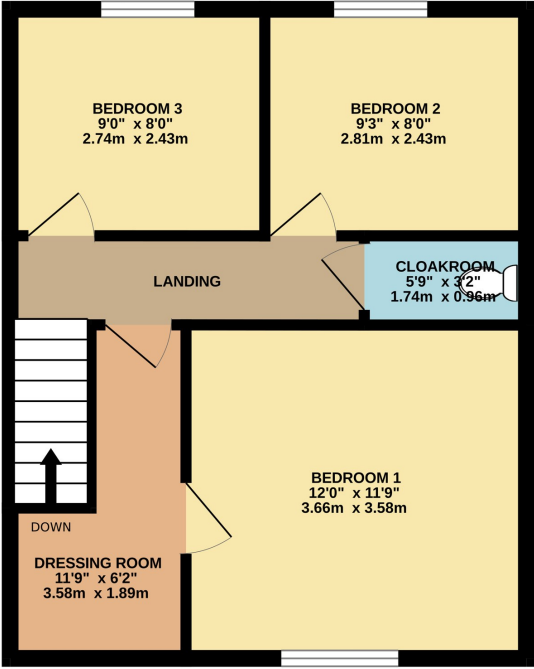 BEDROOM 3
9'0" x 8'0"
2.74m x 2.43m
BEDROOM 2
9'3" x 8'0"
2.81m x 2.43m
LANDING
CLOAKROOM
5'9" x 3'2"
1.74m x 0.96m
BEDROOM 1
12'0" x 11'9"
3.66m x 3.58m
DOWN
DRESSING ROOM
11'9" x 6'2"
3.58m x 1.89m